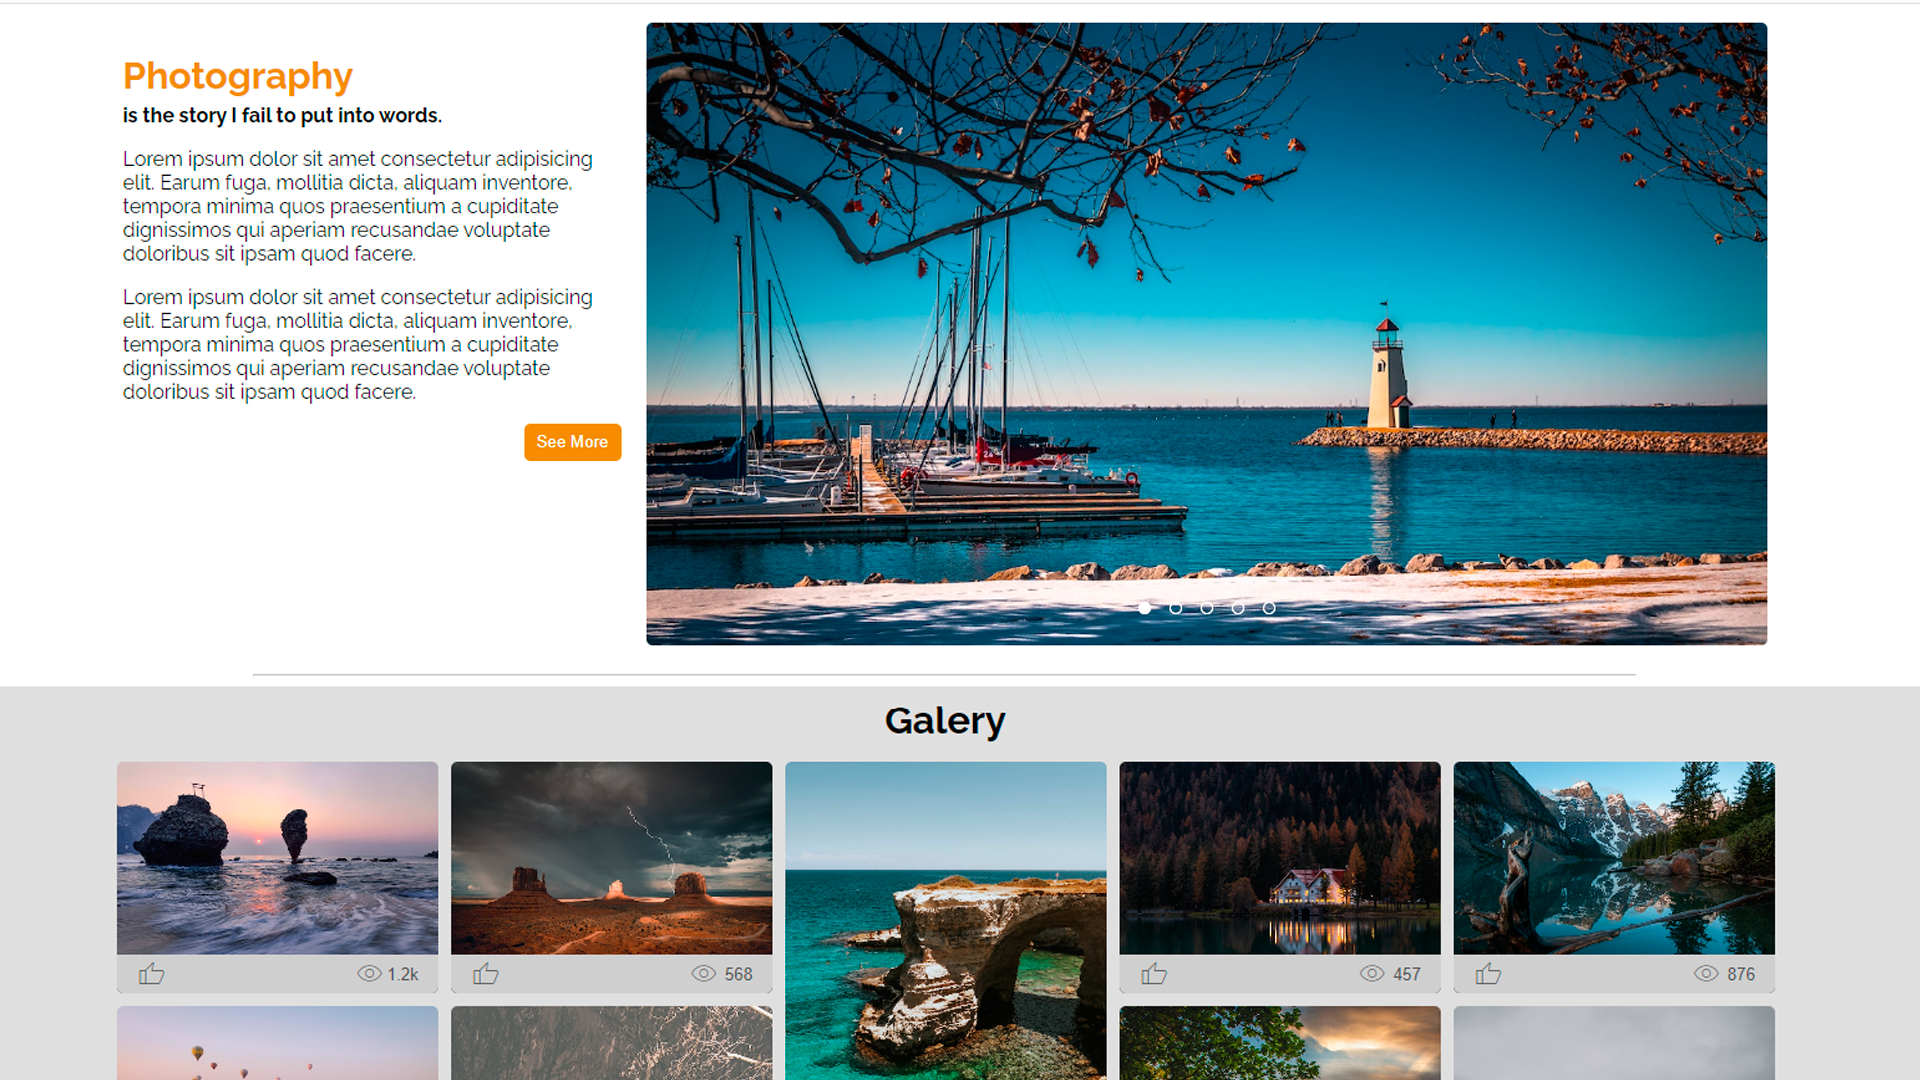 Photography
is the story I fail to put into words.
Lorem ipsum dolor sit amet consectetur adipisicing
elit. Earum fuga, mollitia dicta, aliquam inventore,
tempora minima quos praesentium a cupiditate
dignissimos qui aperiam recusandae voluptate
doloribus sit ipsam quod facere.
Lorem ipsum dolor sit amet consectetur adipisicing
elit. Earum fuga, mollitia dicta, aliquam inventore,
tempora minima quos praesentium a cupiditate
dignissimos qui aperiam recusandae voluptate
doloribus sit ipsam quod facere.
See More
Galery
1.2k
568
457
876